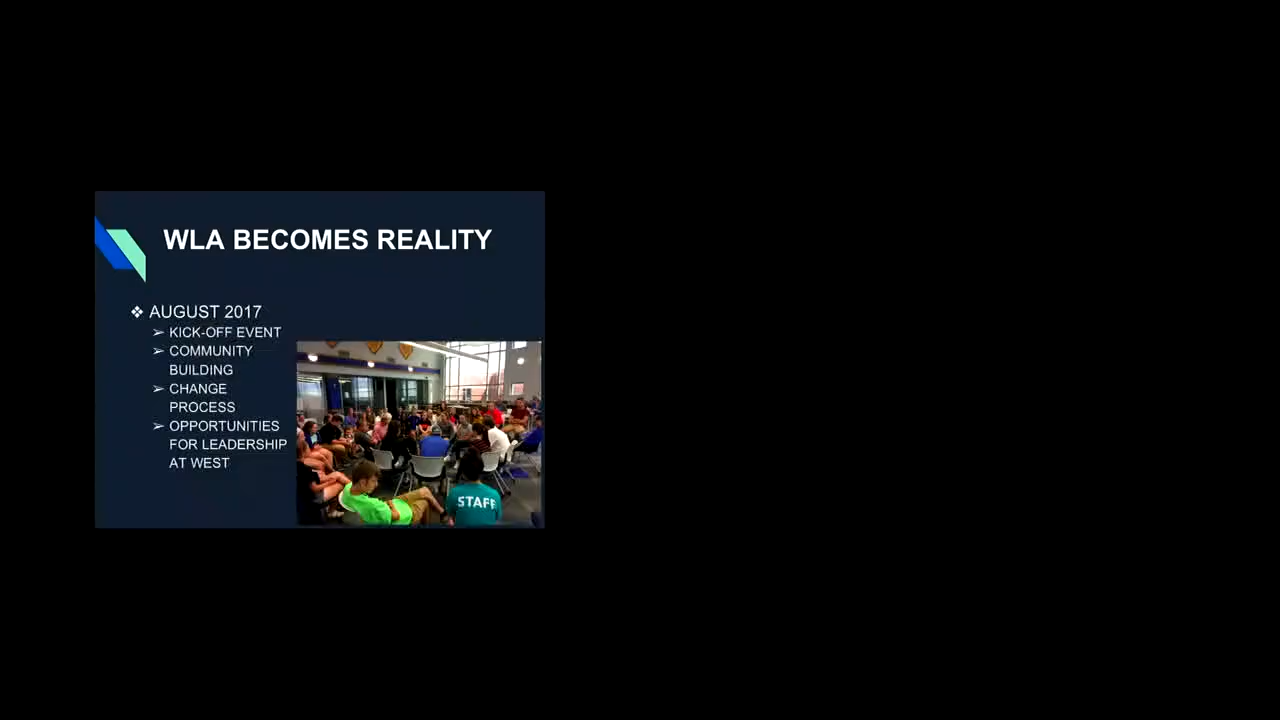 WLA BECOMES REALITY
❖ AUGUST 2017
➢ KICK-OFF EVENT
➢ COMMUNITY
BUILDING
➢ CHANGE
PROCESS
➢ OPPORTUNITIES
FOR LEADERSHIP
AT WEST
STAFF